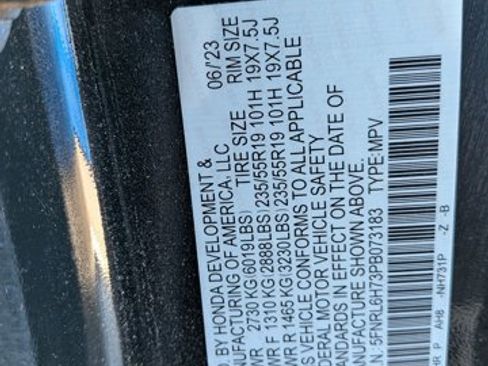 D. BY HONDA DEVELOPMENT &
NUFACTURING OF AMERICA, LLC 06/'23
WR 2730 KG (6019LBS) TIRE SIZE RIM SIZE
WR F 1310 KG (2888LBS) 235/55R19 101H 19X7.5J
WR R 1465 KG (3230LBS) 235/55R19 101H 19X7.5J
S VEHICLE CONFORMS TO ALL APPLICABLE
DERAL MOTOR VEHICLE SAFETY
ANDARDS IN EFFECT ON THE DATE OF
NUFACTURE SHOWN ABOVE.
N. 5FNRL6H73PB073183 TYPE:MPV
HR P AH8 -NH731P -Z -B